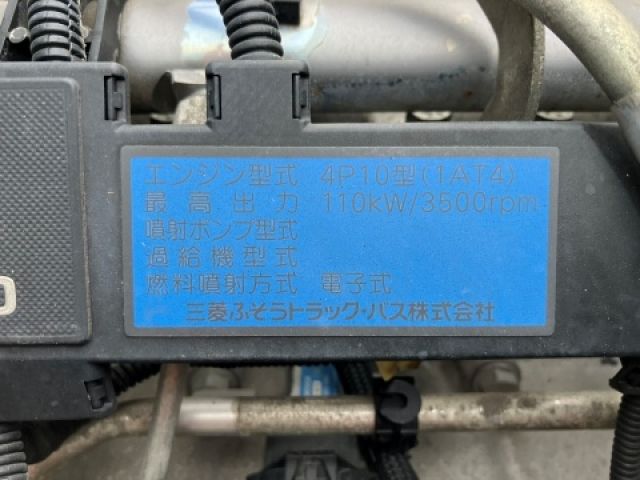 エンジン型式 4P10型(1AT4)
最高出力 110kW/3500rpm
噴射ポンプ型式
過給機型式
燃料噴射方式 電子式
三菱ふそうトラック・バス株式会社